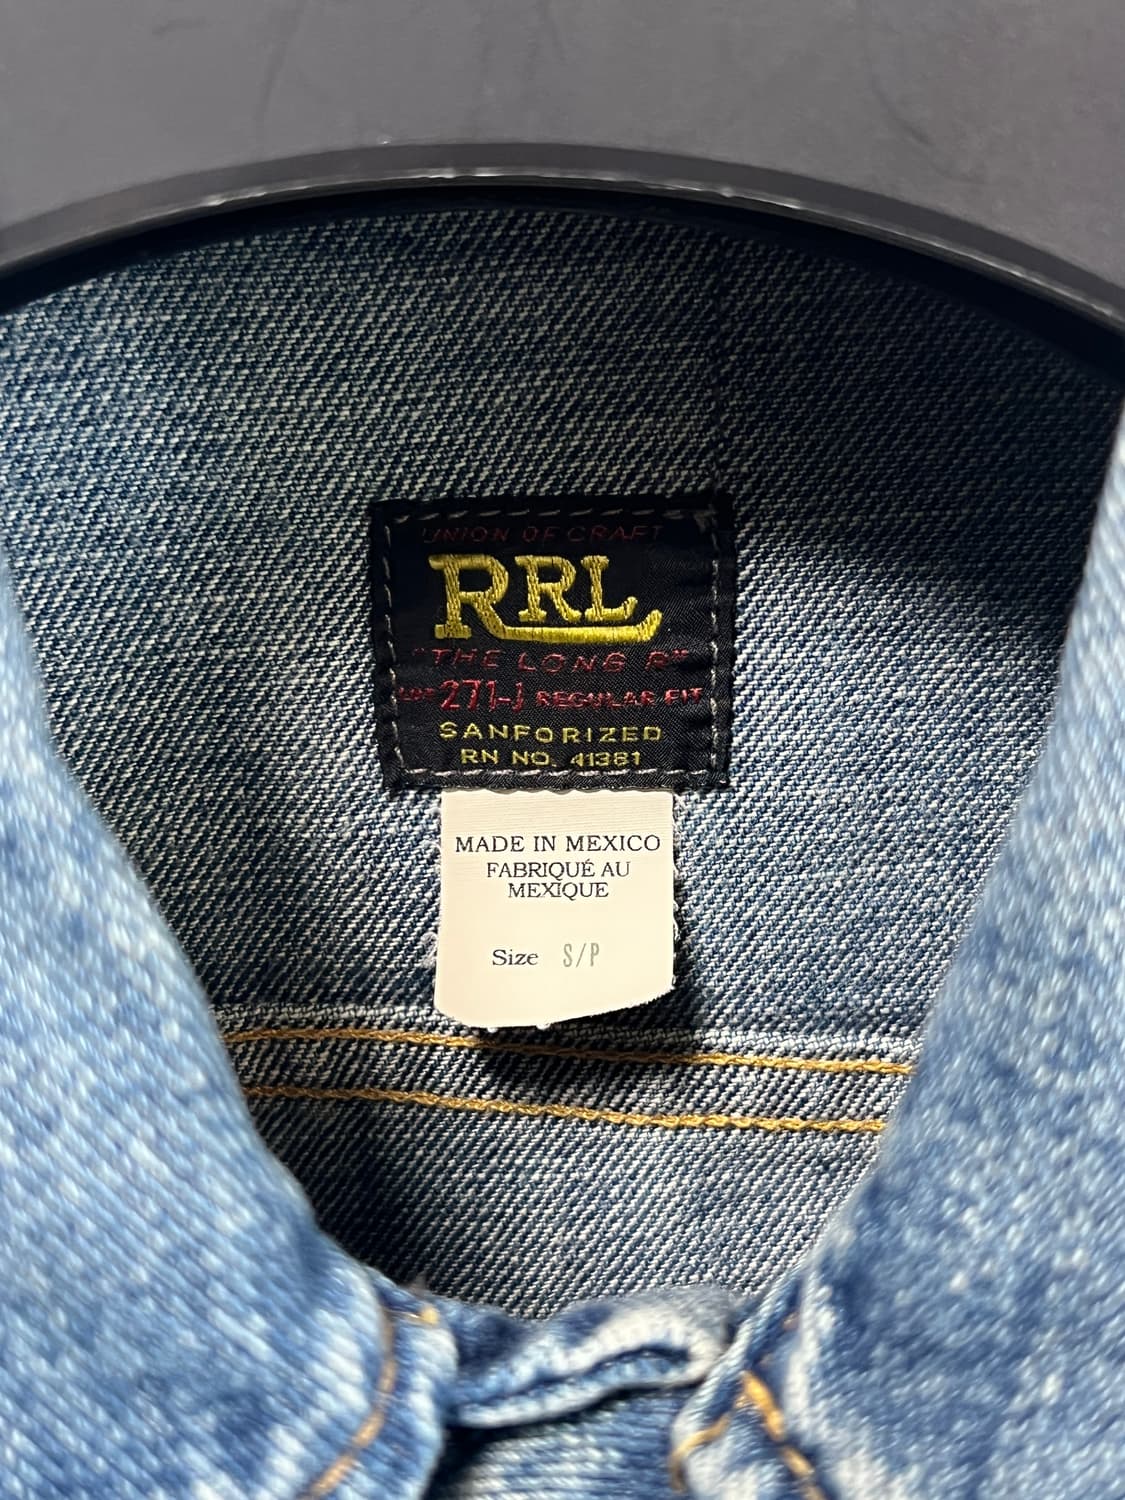 UNION OF CRAFT
RRL
"THE LONG R"
LOT 271-J REGULAR FIT
SANFORIZED
RN NO. 41381
MADE IN MEXICO
FABRIQUÉ AU
MEXIQUE
Size S/P